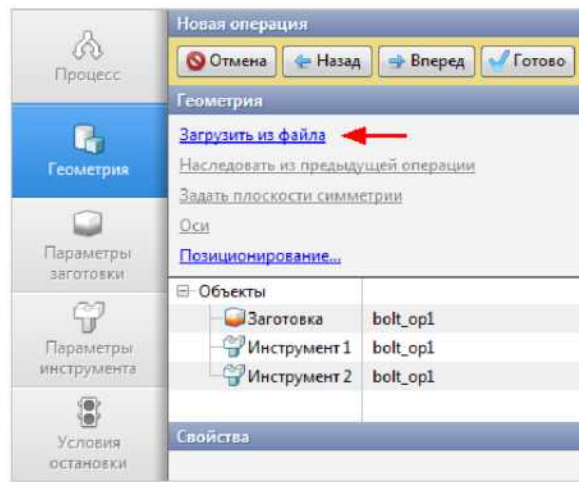 Процесс
Геометрия
Параметры
заготовки
Параметры
инструмента
Условия
остановки
Новая операция
Отмена Назад Вперед Готово
Геометрия
Загрузить из файла
Наследовать из предыдущей операции
Задать плоскости симметрии
Оси
Позиционирование...
Объекты
Заготовка bolt_op1
Инструмент 1 bolt_op1
Инструмент 2 bolt_op1
Свойства